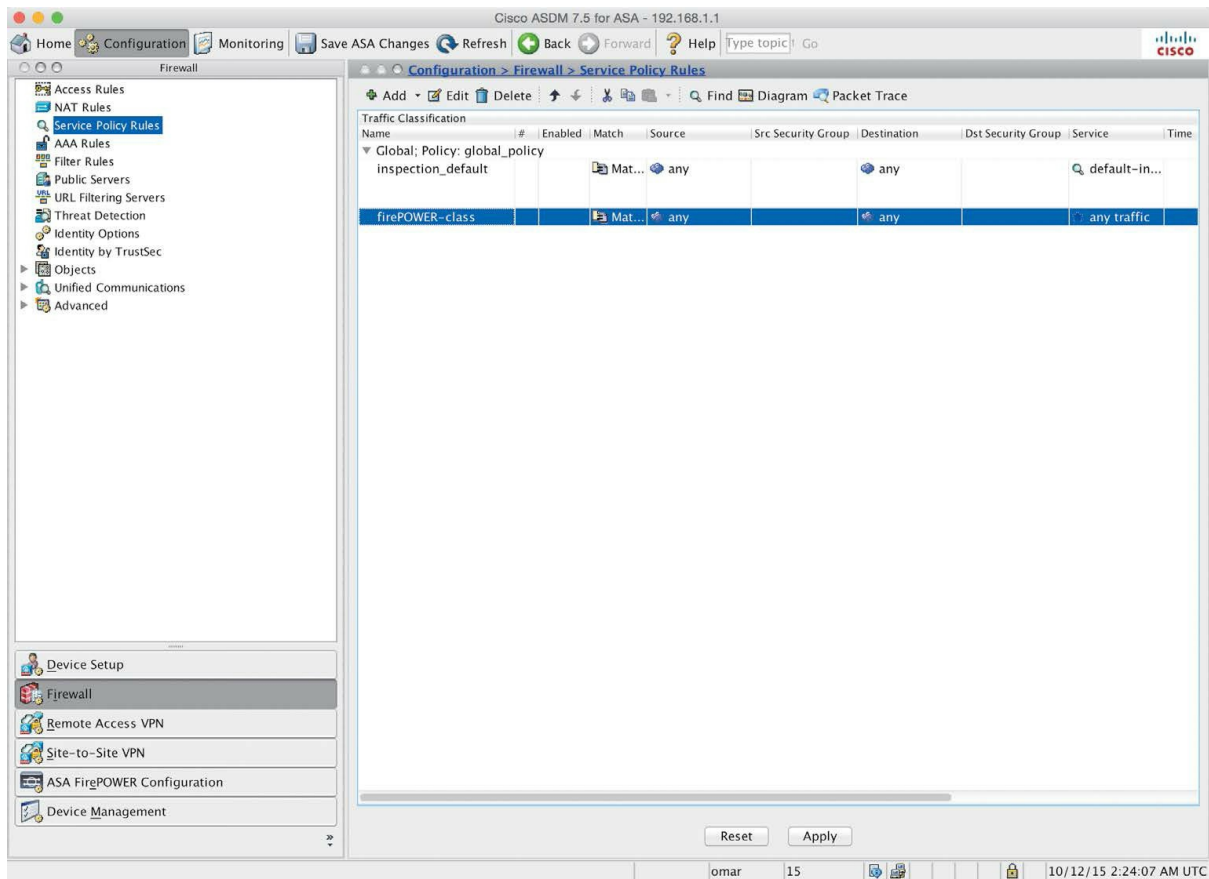 Cisco ASDM 7.5 for ASA - 192.168.1.1
Home Configuration Monitoring Save ASA Changes Refresh Back Forward Help Type topic Go
CISCO
Firewall
Access Rules
NAT Rules
Service Policy Rules
AAA Rules
Filter Rules
Public Servers
URL Filtering Servers
Threat Detection
Identity Options
Identity by TrustSec
Objects
Unified Communications
Advanced
Device Setup
Firewall
Remote Access VPN
Site-to-Site VPN
ASA FirePOWER Configuration
Device Management
Configuration > Firewall > Service Policy Rules
Add Edit Delete Find Diagram Packet Trace
Traffic Classification
Name # Enabled Match Source Src Security Group Destination Dst Security Group Service Time
Global; Policy: global_policy
inspection_default Mat... any any default-in...
firePOWER-class Mat... any any any traffic
Reset Apply
omar 15 10/12/15 2:24:07 AM UTC